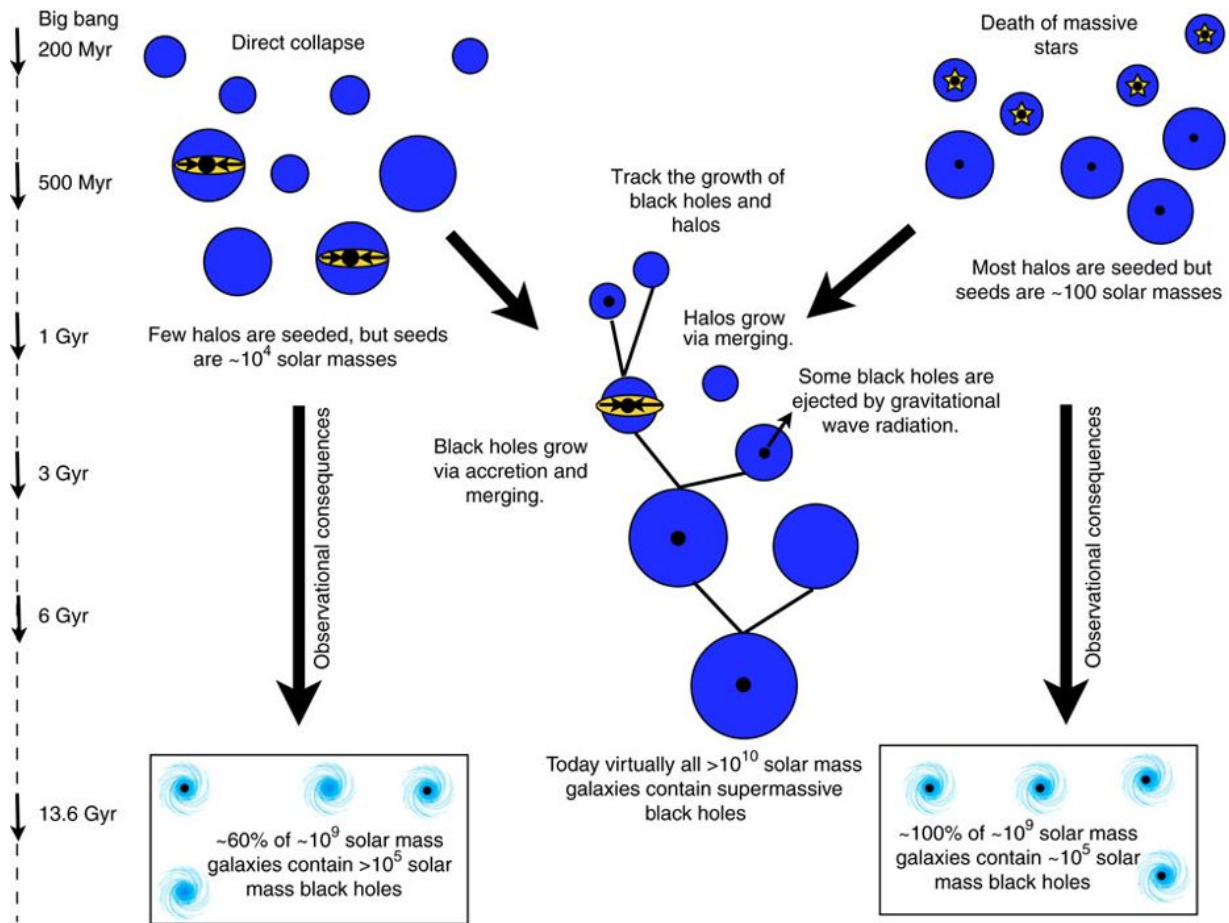 Big bang
200 Myr
500 Myr
1 Gyr
3 Gyr
6 Gyr
13.6 Gyr
Direct collapse
Few halos are seeded, but seeds
are ~10⁴ solar masses
Observational consequences
~60% of ~10⁹ solar mass
galaxies contain >10⁵ solar
mass black holes
Track the growth of
black holes and
halos
Halos grow
via merging.
Some black holes are
ejected by gravitational
wave radiation.
Black holes grow
via accretion and
merging.
Today virtually all >10¹⁰ solar mass
galaxies contain supermassive
black holes
Death of massive
stars
Most halos are seeded but
seeds are ~100 solar masses
Observational consequences
~100% of ~10⁹ solar mass
galaxies contain ~10⁵ solar
mass black holes